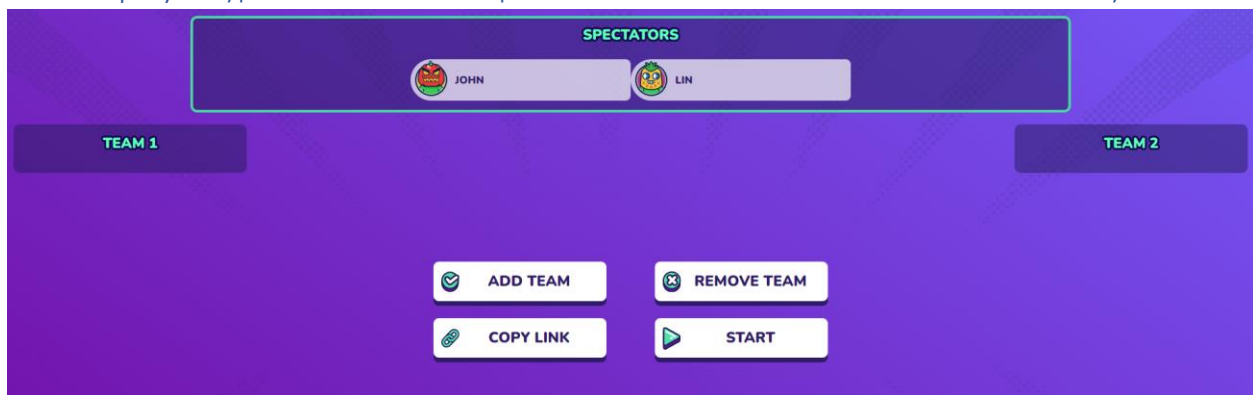 SPECTATORS
JOHN
LIN
TEAM 1
TEAM 2
ADD TEAM
REMOVE TEAM
COPY LINK
START